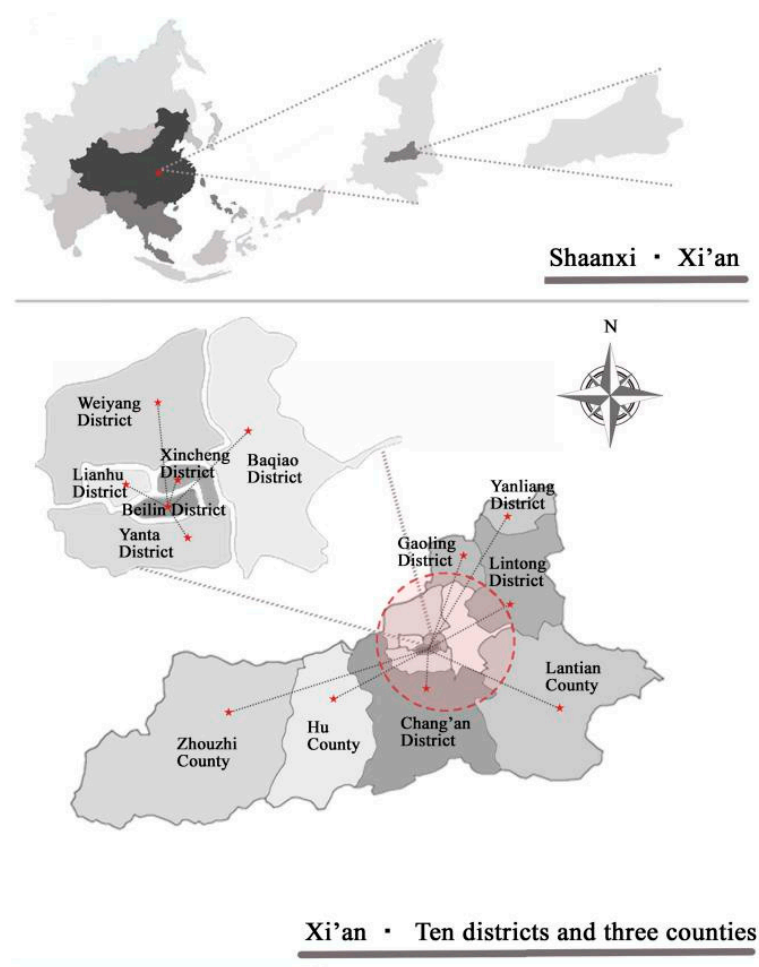 Shaanxi · Xi'an
N
Weiyang
District
Xincheng
District
Baqiao
District
Lianhu
District
Beilin District
Yanta
District
Yanliang
District
Gaoling
District
Lintong
District
Lantian
County
Chang'an
District
Hu
County
Zhouzhi
County
Xi'an · Ten districts and three counties